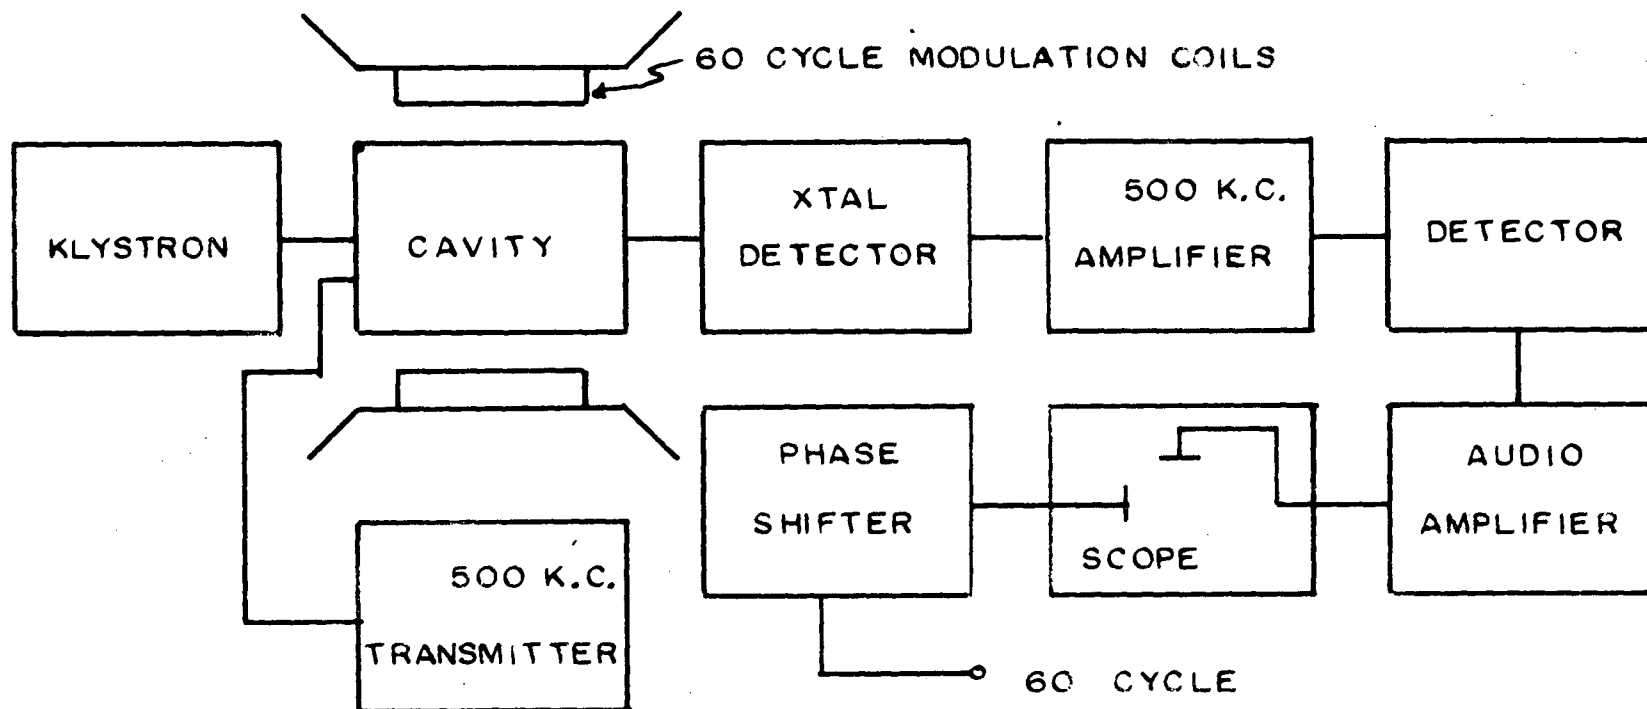 60 CYCLE MODULATION COILS
KLYSTRON
CAVITY
XTAL
DETECTOR
500 K.C.
AMPLIFIER
DETECTOR
PHASE
SHIFTER
SCOPE
AUDIO
AMPLIFIER
500 K.C.
TRANSMITTER
60 CYCLE